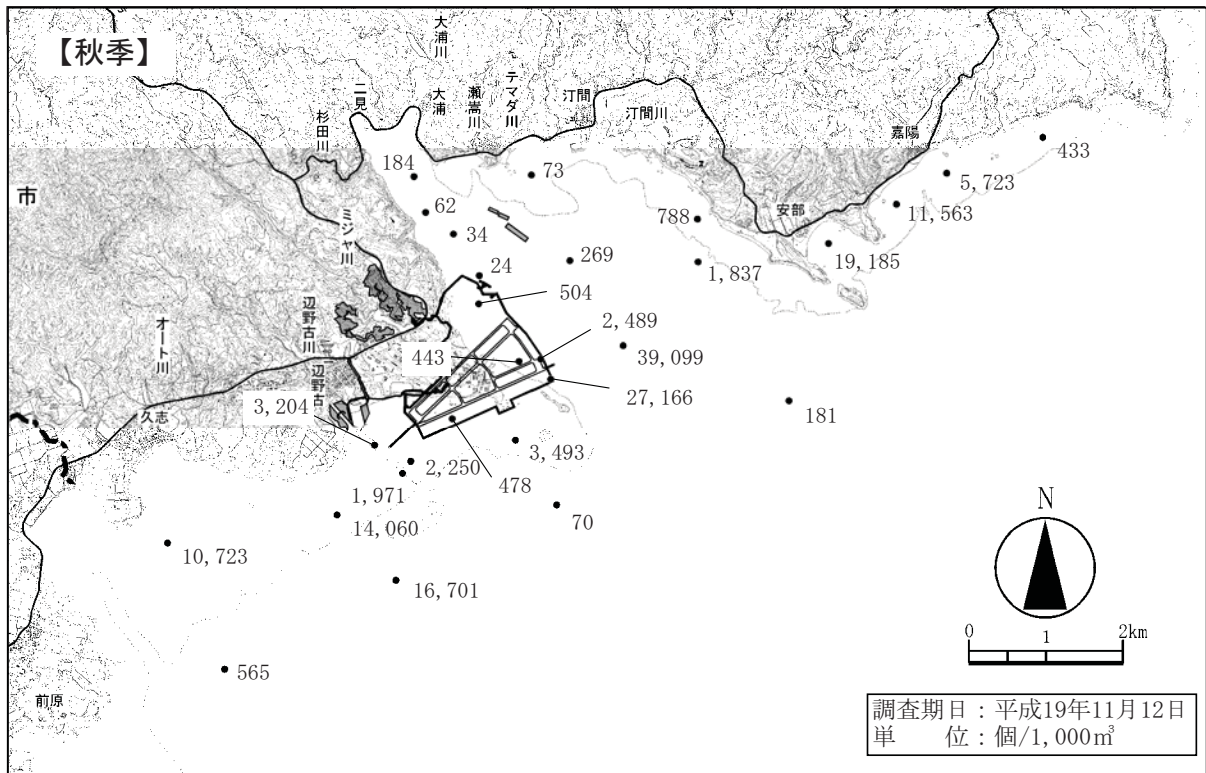 【秋季】
大浦川
二見
杉田川
大浦
瀬嵩川
テマダ川
汀間
汀間川
嘉陽
安部
市
ミジャ川
辺野古川
辺野古
オートリ
久志
前原
433
5,723
11,563
19,185
184
73
62
788
34
269
1,837
24
504
2,489
443
39,099
27,166
181
3,204
3,493
2,250
478
1,971
70
14,060
10,723
16,701
565
N
0 1 2km
調査期日：平成19年11月12日
単　　位：個/1,000㎥